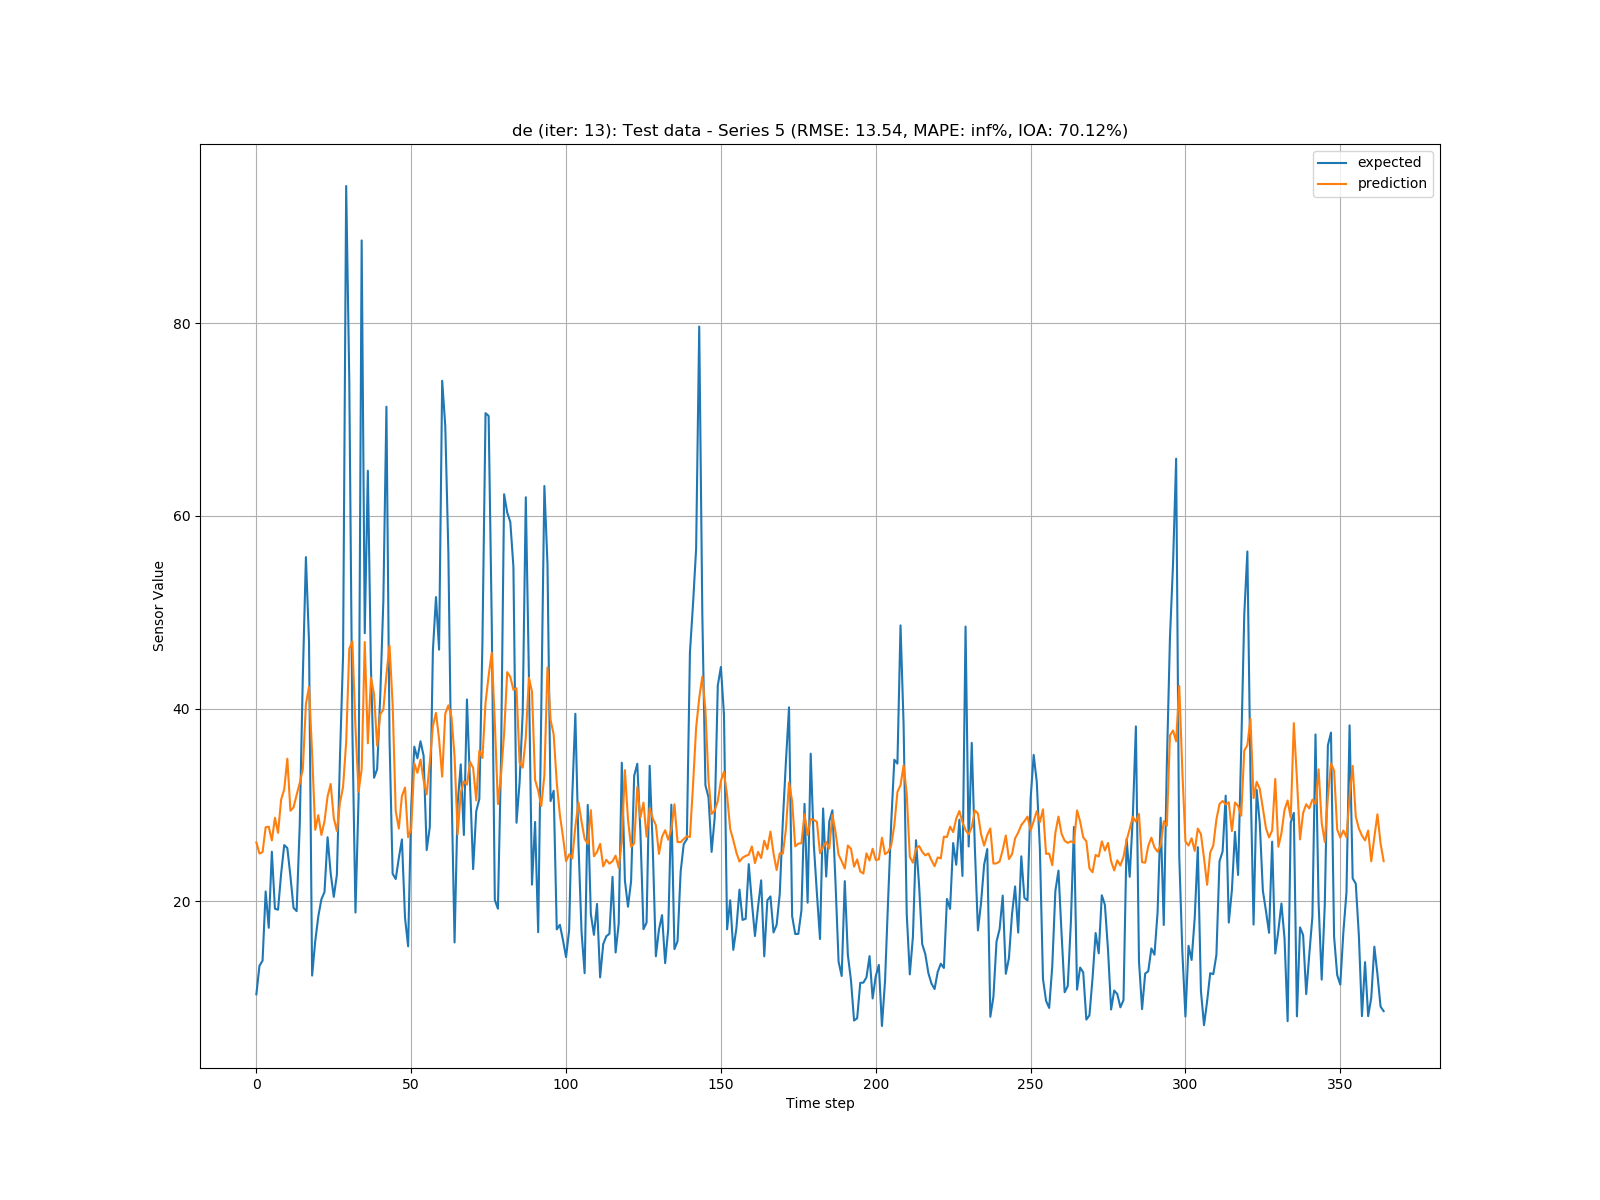 de (iter: 13): Test data - Series 5 (RMSE: 13.54, MAPE: inf%, IOA: 70.12%)
expected
prediction
80
60
40
20
Sensor Value
0 50 100 150 200 250 300 350
Time step